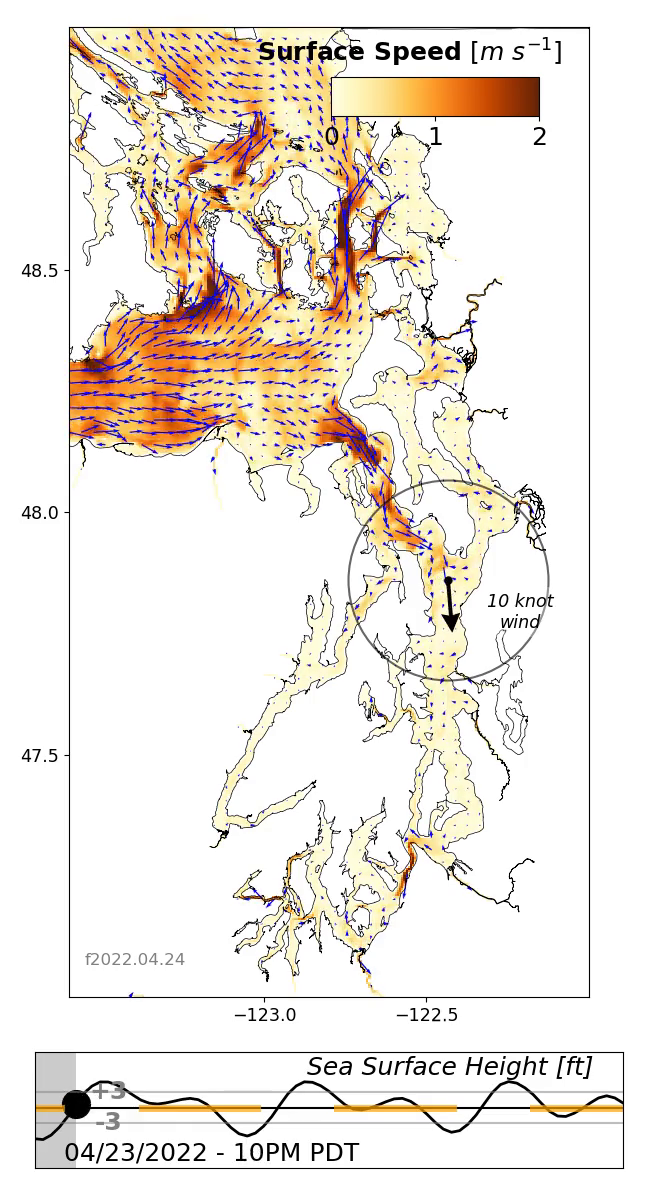 Surface Speed [m s⁻¹]
0 1 2
48.5
48.0
10 knot
wind
47.5
f2022.04.24
−123.0 −122.5
Sea Surface Height [ft]
+3
-3
04/23/2022 - 10PM PDT